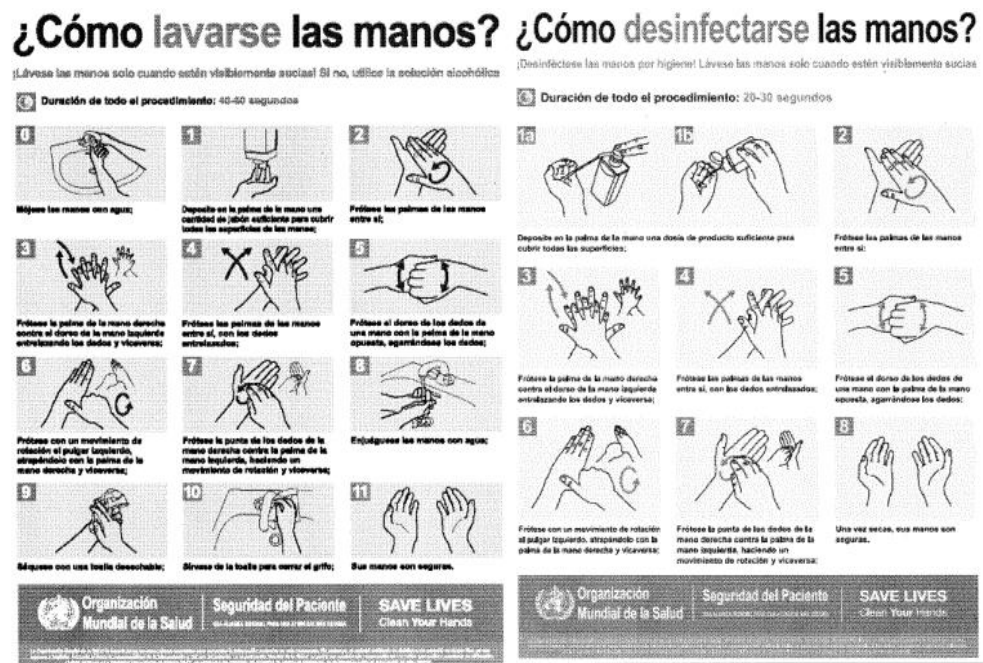 ¿Cómo lavarse las manos?
¡Lávese las manos solo cuando estén visiblemente sucias! Si no, utilice la solución alcohólica
Duración de todo el procedimiento: 40-60 segundos
0
1
2
Mójese las manos con agua;
Deposite en la palma de la mano una
cantidad de jabón suficiente para cubrir
todas las superficies de las manos;
Frótese las palmas de las manos
entre sí;
3
4
5
Frótese la palma de la mano derecha
contra el dorso de la mano izquierda
entrelazando los dedos y viceversa;
Frótese las palmas de las manos
entre sí, con los dedos
entrelazados;
Frótese el dorso de los dedos de
una mano con la palma de la mano
opuesta, agarrándose los dedos;
6
7
8
Frótese con un movimiento de
rotación el pulgar izquierdo,
atrapándolo con la palma de la
mano derecha y viceversa;
Frótese la punta de los dedos de la
mano derecha contra la palma de la
mano izquierda, haciendo un
movimiento de rotación y viceversa;
Enjuáguese las manos con agua;
9
10
11
Séquese con una toalla desechable;
Sírvase de la toalla para cerrar el grifo;
Sus manos son seguras.
Organización
Mundial de la Salud
Seguridad del Paciente
SAVE LIVES
Clean Your Hands
¿Cómo desinfectarse las manos?
¡Desinféctese las manos por higiene! Lávese las manos solo cuando estén visiblemente sucias
Duración de todo el procedimiento: 20-30 segundos
1a
1b
2
Deposite en la palma de la mano una dosis de producto suficiente para
cubrir todas las superficies;
Frótese las palmas de las manos
entre sí;
3
4
5
Frótese la palma de la mano derecha
contra el dorso de la mano izquierda
entrelazando los dedos y viceversa;
Frótese las palmas de las manos
entre sí, con los dedos entrelazados;
Frótese el dorso de los dedos de
una mano con la palma de la mano
opuesta, agarrándose los dedos;
6
7
8
Frótese con un movimiento de rotación
el pulgar izquierdo, atrapándolo con la
palma de la mano derecha y viceversa;
Frótese la punta de los dedos de la
mano derecha contra la palma de la
mano izquierda, haciendo un
movimiento de rotación y viceversa;
Una vez secas, sus manos son
seguras.
Organización
Mundial de la Salud
Seguridad del Paciente
SAVE LIVES
Clean Your Hands